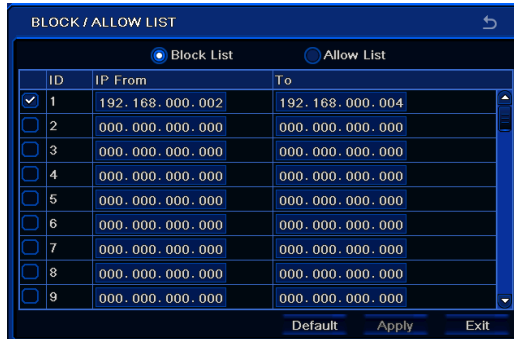 BLOCK / ALLOW LIST
Block List Allow List
ID IP From To
1 192.168.000.002 192.168.000.004
2 000.000.000.000 000.000.000.000
3 000.000.000.000 000.000.000.000
4 000.000.000.000 000.000.000.000
5 000.000.000.000 000.000.000.000
6 000.000.000.000 000.000.000.000
7 000.000.000.000 000.000.000.000
8 000.000.000.000 000.000.000.000
9 000.000.000.000 000.000.000.000
Default Apply Exit